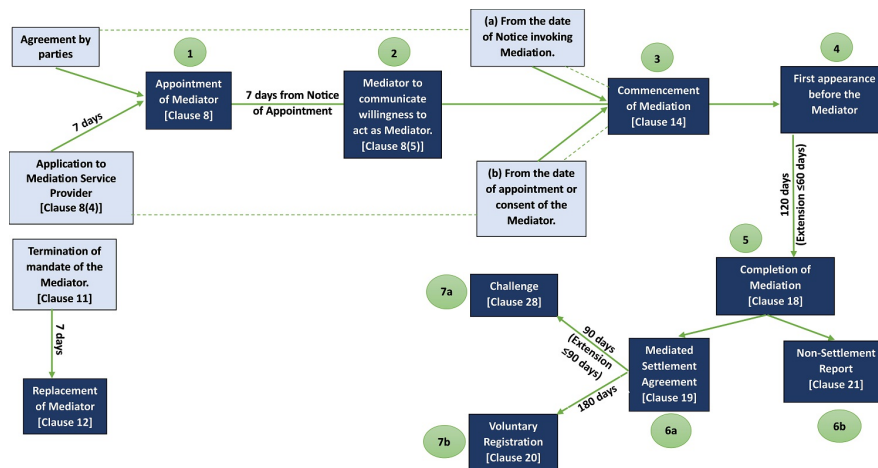 Agreement by
parties
1
Appointment
of Mediator
[Clause 8]
7 days
Application to
Mediation Service
Provider
[Clause 8(4)]
7 days from Notice
of Appointment
2
Mediator to
communicate
willingness to
act as Mediator.
[Clause 8(5)]
(a) From the date
of Notice invoking
Mediation.
(b) From the date
of appointment or
consent of the
Mediator.
3
Commencement
of Mediation
[Clause 14]
4
First appearance
before the
Mediator
120 days
(Extension ≤60 days)
5
Completion of
Mediation
[Clause 18]
Mediated
Settlement
Agreement
[Clause 19]
6a
Non-Settlement
Report
[Clause 21]
6b
90 days
(Extension
≤90 days)
7a
Challenge
[Clause 28]
180 days
7b
Voluntary
Registration
[Clause 20]
Termination of
mandate of the
Mediator.
[Clause 11]
7 days
Replacement
of Mediator
[Clause 12]